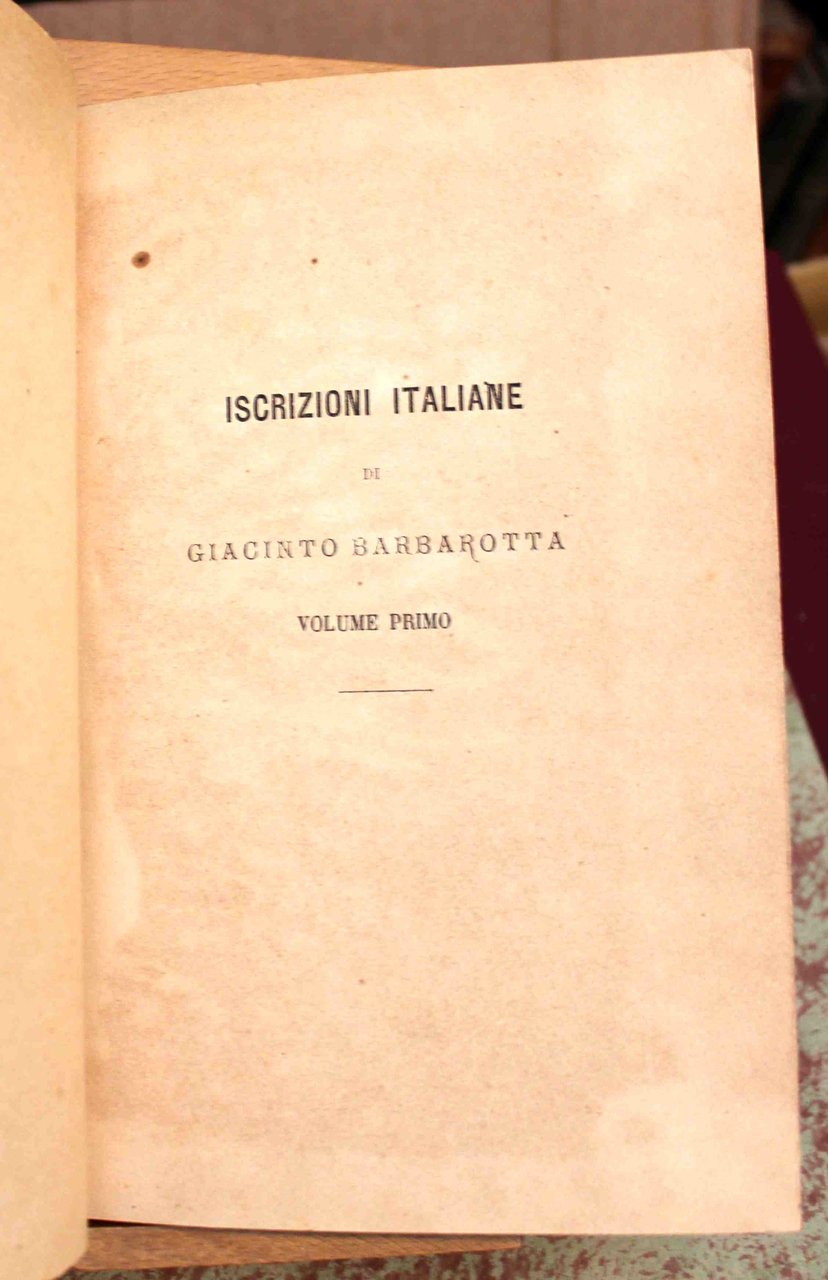 ISCRIZIONI ITALIANE
DI
GIACINTO BARBAROTTA
VOLUME PRIMO